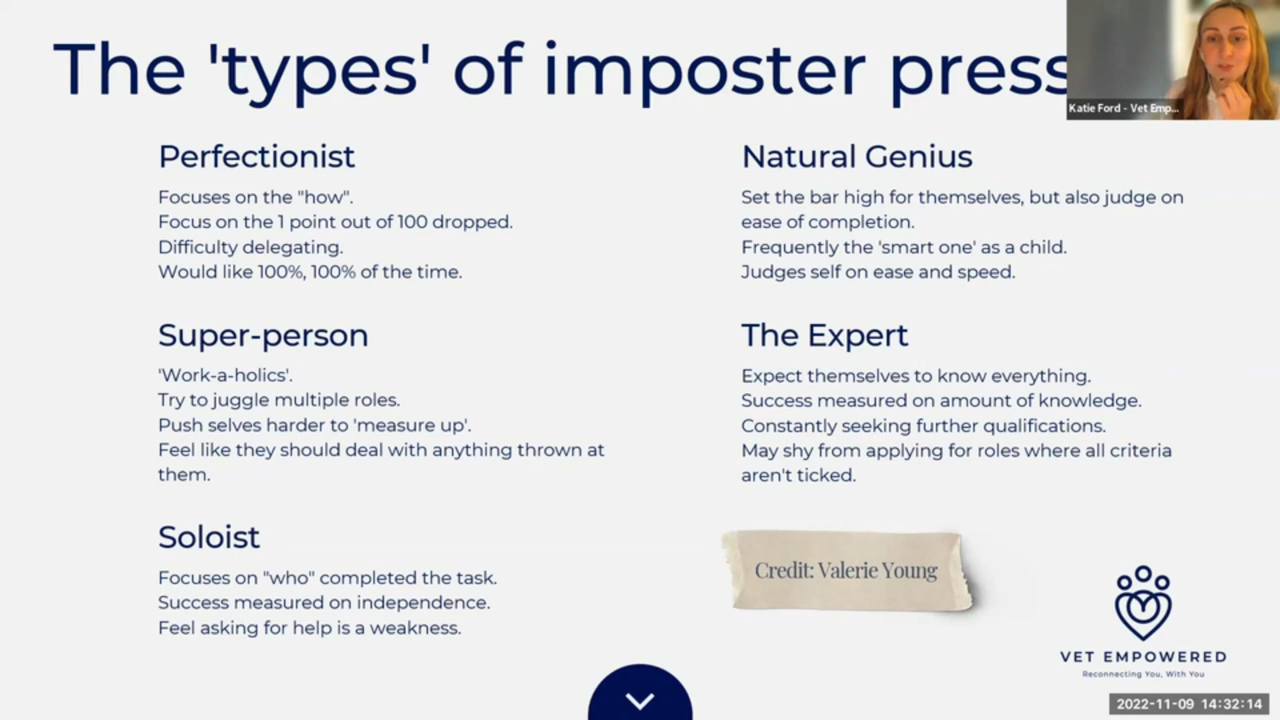 The 'types' of imposter press
Katie Ford - Vet Emp...
Perfectionist
Focuses on the "how".
Focus on the 1 point out of 100 dropped.
Difficulty delegating.
Would like 100%, 100% of the time.
Natural Genius
Set the bar high for themselves, but also judge on
ease of completion.
Frequently the 'smart one' as a child.
Judges self on ease and speed.
Super-person
'Work-a-holics'.
Try to juggle multiple roles.
Push selves harder to 'measure up'.
Feel like they should deal with anything thrown at
them.
The Expert
Expect themselves to know everything.
Success measured on amount of knowledge.
Constantly seeking further qualifications.
May shy from applying for roles where all criteria
aren't ticked.
Soloist
Focuses on "who" completed the task.
Success measured on independence.
Feel asking for help is a weakness.
Credit: Valerie Young
VET EMPOWERED
Reconnecting You, With You
2022-11-09 14:32:14